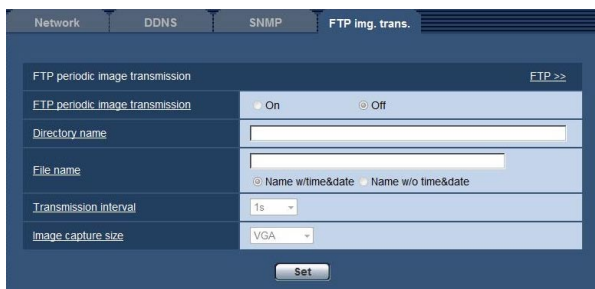 Network DDNS SNMP FTP img. trans.
FTP periodic image transmission FTP >>
FTP periodic image transmission On Off
Directory name
File name
Name w/time&date Name w/o time&date
Transmission interval 1s
Image capture size VGA
Set